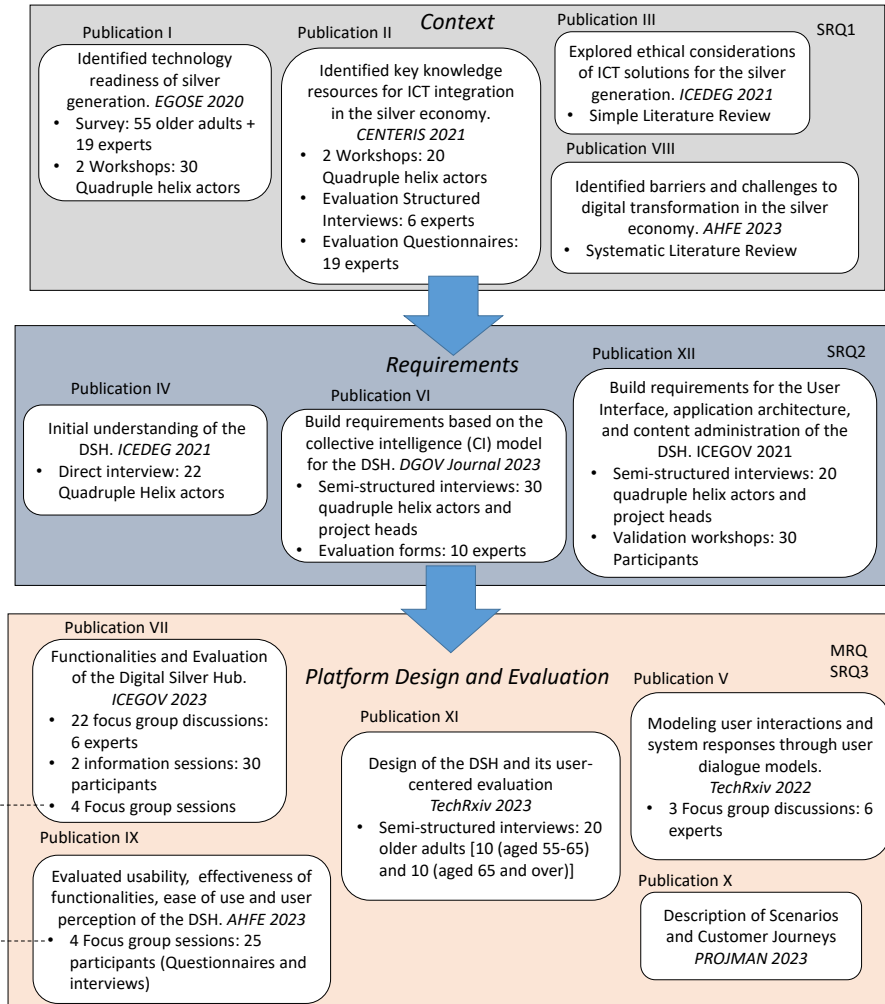 Context
SRQ1
Publication I
Identified technology
readiness of silver
generation. EGOSE 2020
• Survey: 55 older adults +
19 experts
• 2 Workshops: 30
Quadruple helix actors
Publication II
Identified key knowledge
resources for ICT integration
in the silver economy.
CENTERIS 2021
• 2 Workshops: 20
Quadruple helix actors
• Evaluation Structured
Interviews: 6 experts
• Evaluation Questionnaires:
19 experts
Publication III
Explored ethical considerations
of ICT solutions for the silver
generation. ICEDEG 2021
• Simple Literature Review
Publication VIII
Identified barriers and challenges to
digital transformation in the silver
economy. AHFE 2023
• Systematic Literature Review
Requirements
SRQ2
Publication IV
Initial understanding of the
DSH. ICEDEG 2021
• Direct interview: 22
Quadruple Helix actors
Publication VI
Build requirements based on the
collective intelligence (CI) model
for the DSH. DGOV Journal 2023
• Semi-structured interviews: 30
quadruple helix actors and
project heads
• Evaluation forms: 10 experts
Publication XII
Build requirements for the User
Interface, application architecture,
and content administration of the
DSH. ICEGOV 2021
• Semi-structured interviews: 20
quadruple helix actors and
project heads
• Validation workshops: 30
Participants
Platform Design and Evaluation
MRQ
SRQ3
Publication VII
Functionalities and Evaluation
of the Digital Silver Hub.
ICEGOV 2023
• 22 focus group discussions:
6 experts
• 2 information sessions: 30
participants
• 4 Focus group sessions
Publication IX
Evaluated usability, effectiveness of
functionalities, ease of use and user
perception of the DSH. AHFE 2023
• 4 Focus group sessions: 25
participants (Questionnaires and
interviews)
Publication XI
Design of the DSH and its user-
centered evaluation
TechRxiv 2023
• Semi-structured interviews: 20
older adults [10 (aged 55-65)
and 10 (aged 65 and over)]
Publication V
Modeling user interactions and
system responses through user
dialogue models.
TechRxiv 2022
• 3 Focus group discussions: 6
experts
Publication X
Description of Scenarios
and Customer Journeys
PROJMAN 2023